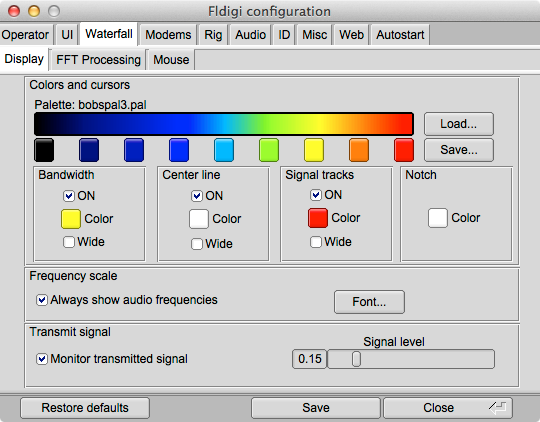 Fldigi configuration
Operator UI Waterfall Modems Rig Audio ID Misc Web Autostart
Display FFT Processing Mouse
Colors and cursors
Palette: bobspal3.pal
Load...
Save...
Bandwidth Center line Signal tracks Notch
ON ON ON
Color Color Color Color
Wide Wide Wide
Frequency scale
Always show audio frequencies Font...
Transmit signal
Signal level
Monitor transmitted signal 0.15
Restore defaults Save Close